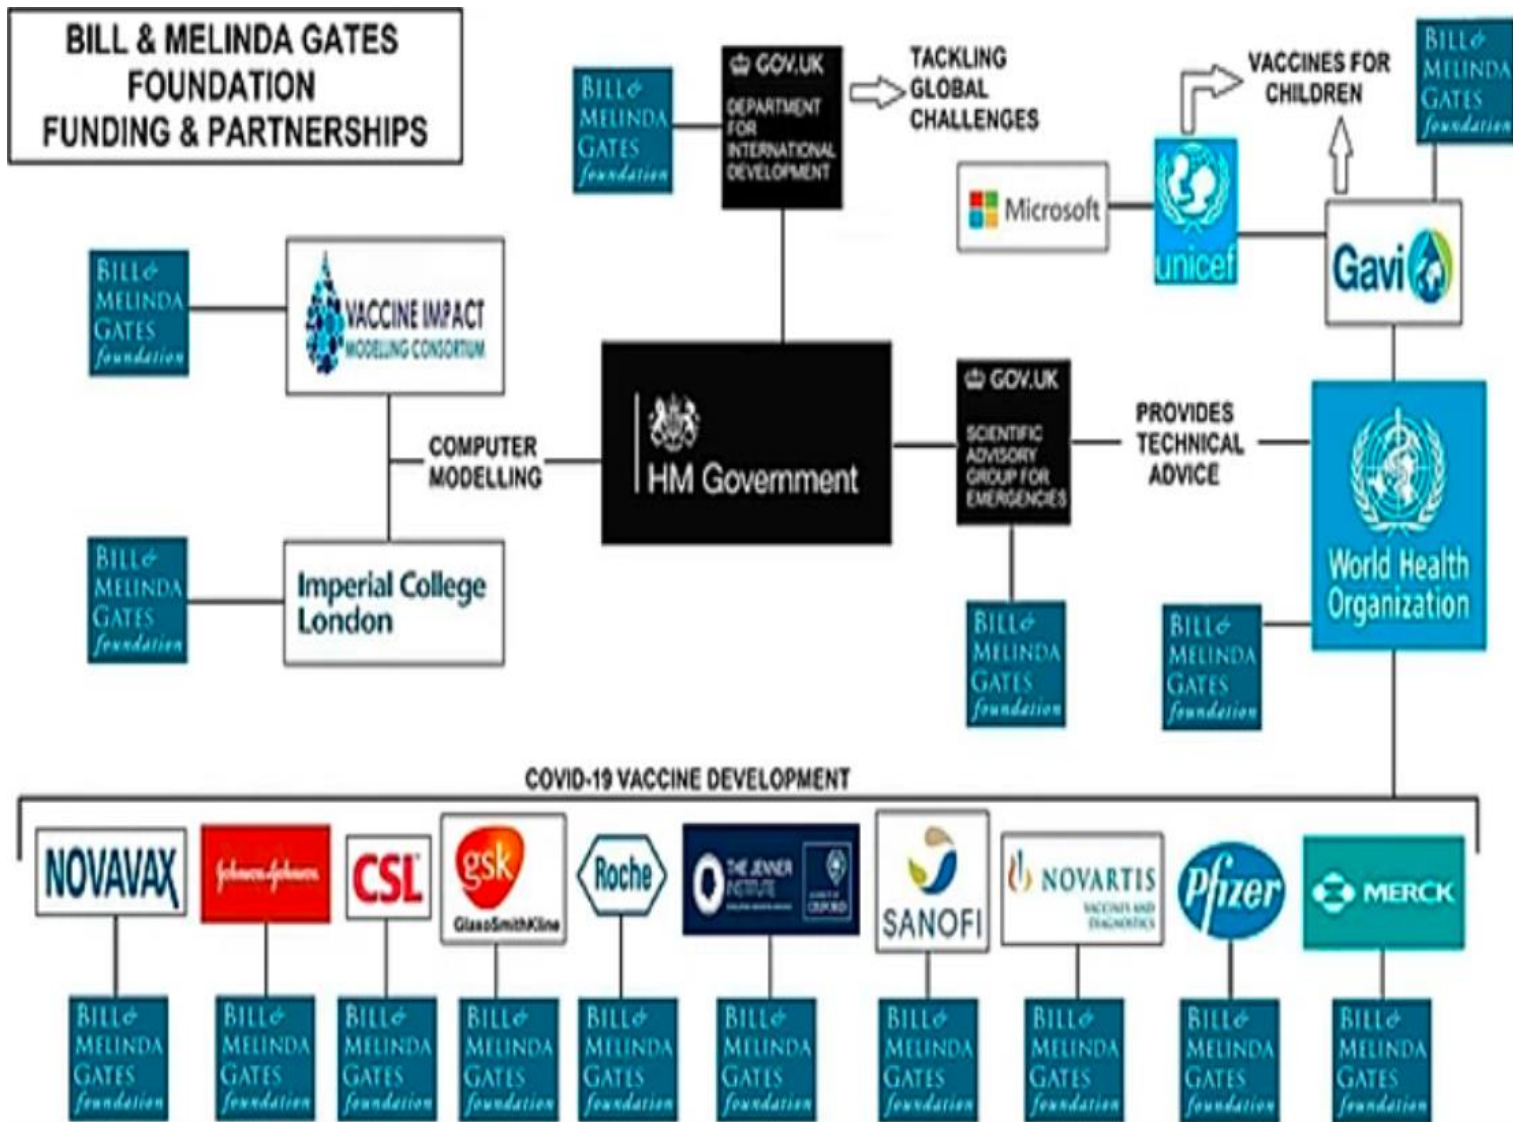 BILL & MELINDA GATES
FOUNDATION
FUNDING & PARTNERSHIPS
BILL &
MELINDA
GATES
foundation
GOV.UK
DEPARTMENT
FOR
INTERNATIONAL
DEVELOPMENT
TACKLING
GLOBAL
CHALLENGES
VACCINES FOR
CHILDREN
BILL &
MELINDA
GATES
foundation
Microsoft
unicef
Gavi
BILL &
MELINDA
GATES
foundation
VACCINE IMPACT
MODELLING CONSORTIUM
COMPUTER
MODELLING
HM Government
GOV.UK
SCIENTIFIC
ADVISORY
GROUP FOR
EMERGENCIES
PROVIDES
TECHNICAL
ADVICE
World Health
Organization
BILL &
MELINDA
GATES
foundation
Imperial College
London
BILL &
MELINDA
GATES
foundation
BILL &
MELINDA
GATES
foundation
COVID-19 VACCINE DEVELOPMENT
NOVAVAX
Johnson & Johnson
CSL
gsk
GlaxoSmithKline
Roche
THE JENNER
INSTITUTE
OXFORD
SANOFI
NOVARTIS
VACCINES AND
DIAGNOSTICS
Pfizer
MERCK
BILL &
MELINDA
GATES
foundation
BILL &
MELINDA
GATES
foundation
BILL &
MELINDA
GATES
foundation
BILL &
MELINDA
GATES
foundation
BILL &
MELINDA
GATES
foundation
BILL &
MELINDA
GATES
foundation
BILL &
MELINDA
GATES
foundation
BILL &
MELINDA
GATES
foundation
BILL &
MELINDA
GATES
foundation
BILL &
MELINDA
GATES
foundation